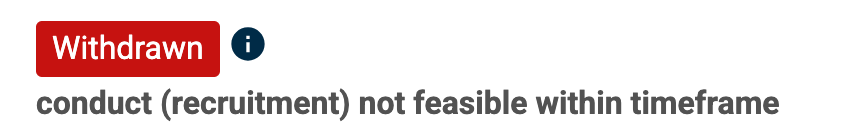 Withdrawn
conduct (recruitment) not feasible within timeframe